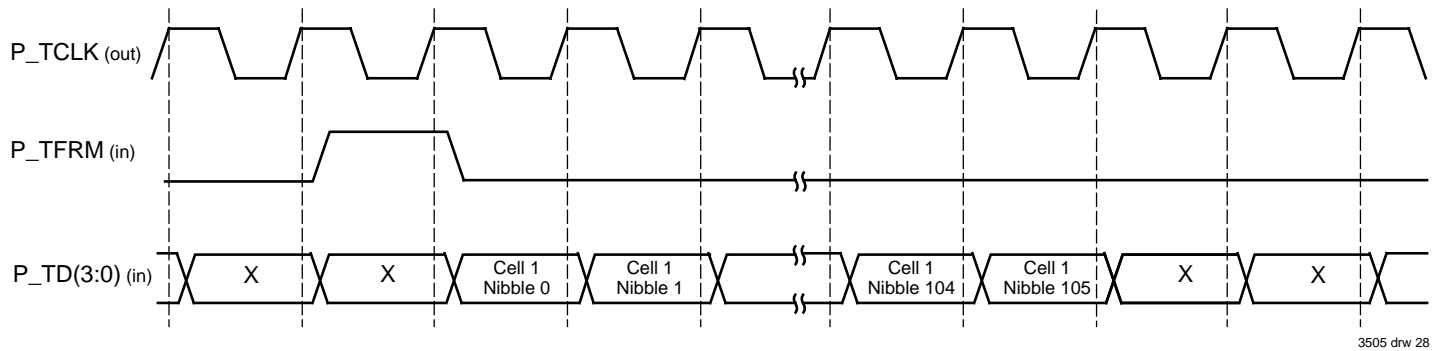 P_TCLK (out)
P_TFRM (in)
P_TD(3:0) (in)
X
X
Cell 1
Nibble 0
Cell 1
Nibble 1
Cell 1
Nibble 104
Cell 1
Nibble 105
X
X
3505 drw 28